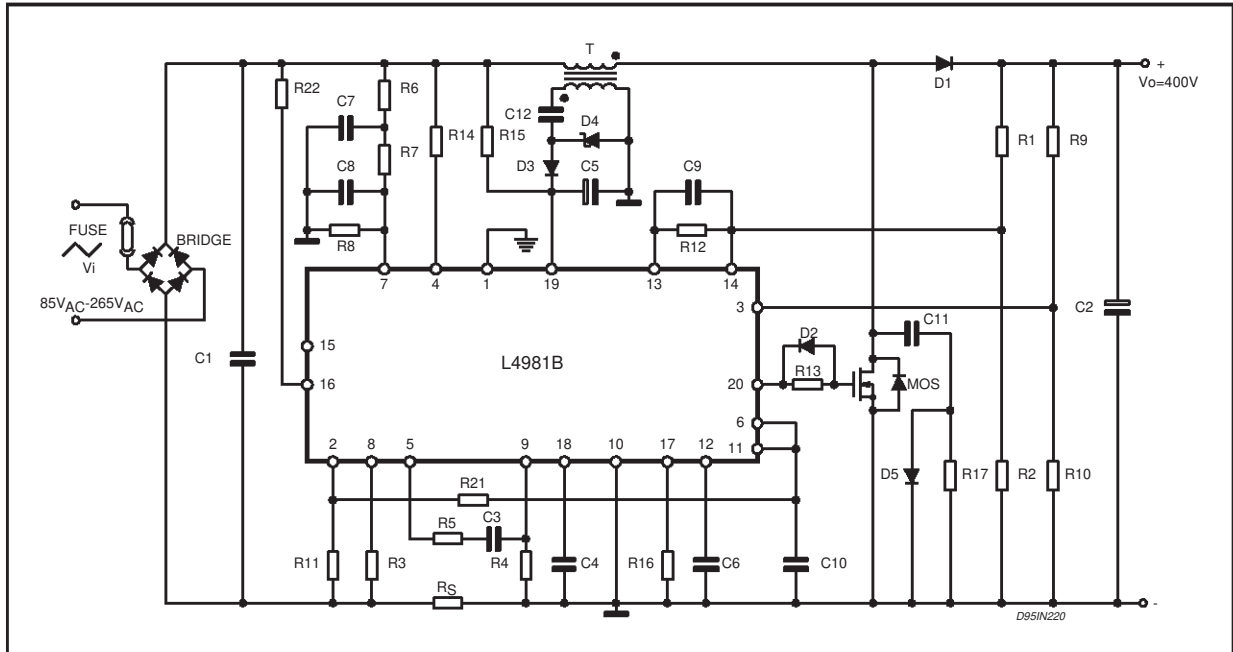 T
+
Vo=400V
D1
R22
C7
R6
C12
D4
R14
R15
R1
R9
R7
C8
D3
C5
C9
FUSE
BRIDGE
R8
R12
Vi
7
4
1
19
13
14
85VAC-265VAC
3
C2
C11
D2
15
C1
L4981B
16
20
R13
MOS
6
2
8
5
9
18
10
17
12
11
D5
R17
R2
R10
R21
R5
C3
R11
R3
R4
C4
R16
C6
C10
RS
-
D95IN220